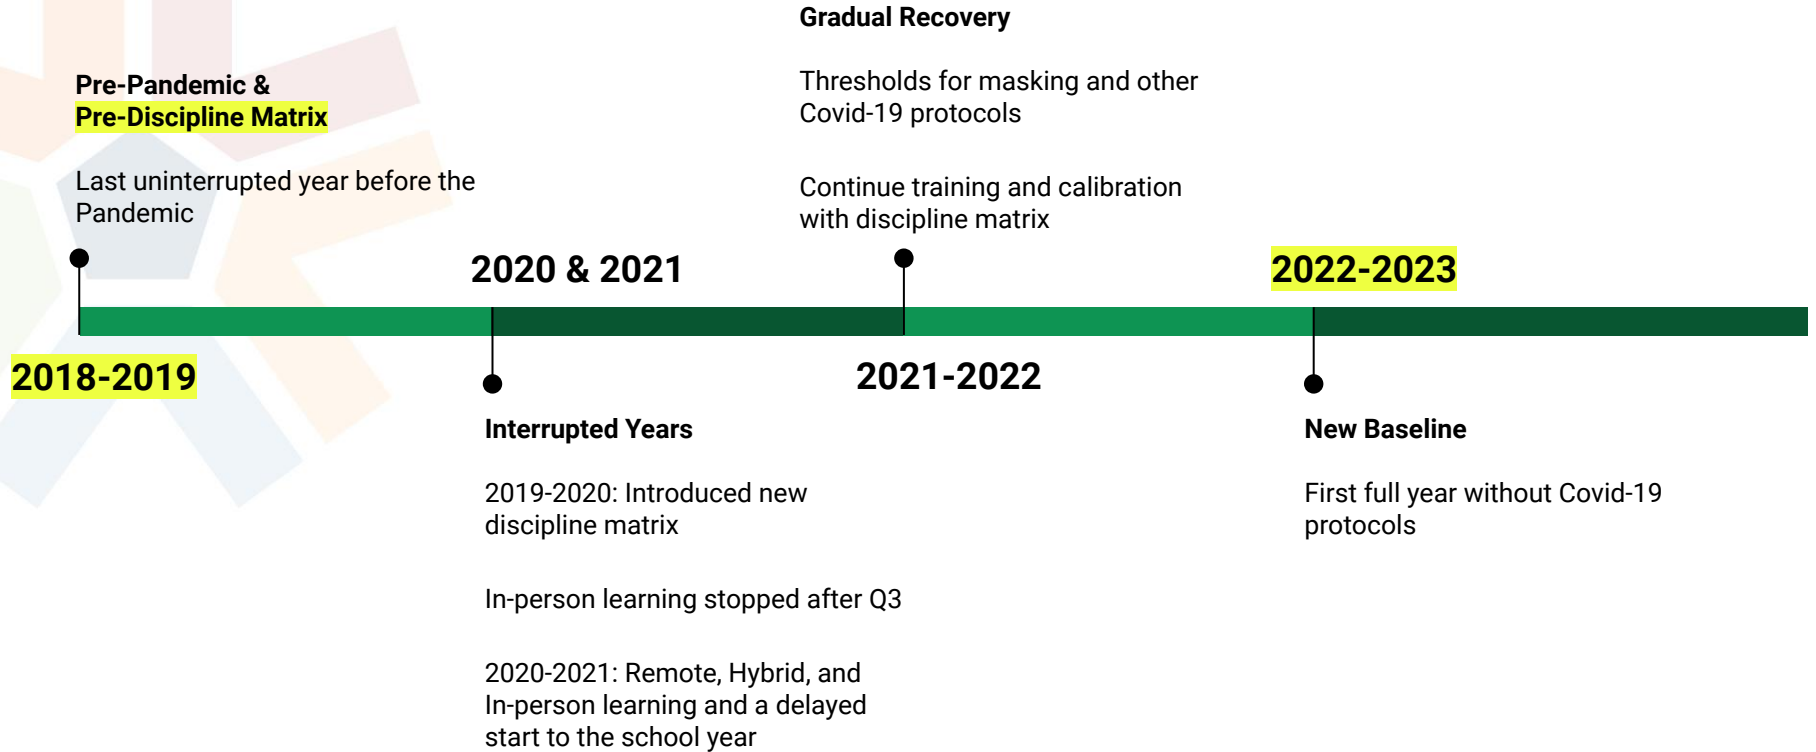 Pre-Pandemic &
Pre-Discipline Matrix
Last uninterrupted year before the
Pandemic
2018-2019
2020 & 2021
Interrupted Years
2019-2020: Introduced new
discipline matrix
In-person learning stopped after Q3
2020-2021: Remote, Hybrid, and
In-person learning and a delayed
start to the school year
Gradual Recovery
Thresholds for masking and other
Covid-19 protocols
Continue training and calibration
with discipline matrix
2021-2022
2022-2023
New Baseline
First full year without Covid-19
protocols